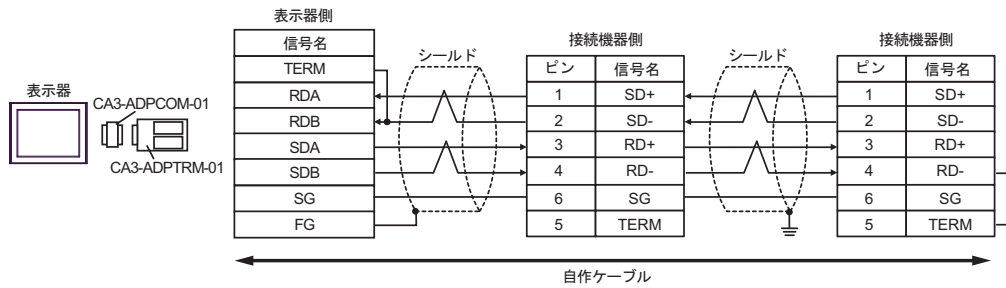 表示器
CA3-ADPCOM-01
CA3-ADPTRM-01
表示器側
信号名
TERM
RDA
RDB
SDA
SDB
SG
FG
シールド
接続機器側
ピン 信号名
1 SD+
2 SD-
3 RD+
4 RD-
6 SG
5 TERM
シールド
接続機器側
ピン 信号名
1 SD+
2 SD-
3 RD+
4 RD-
6 SG
5 TERM
自作ケーブル